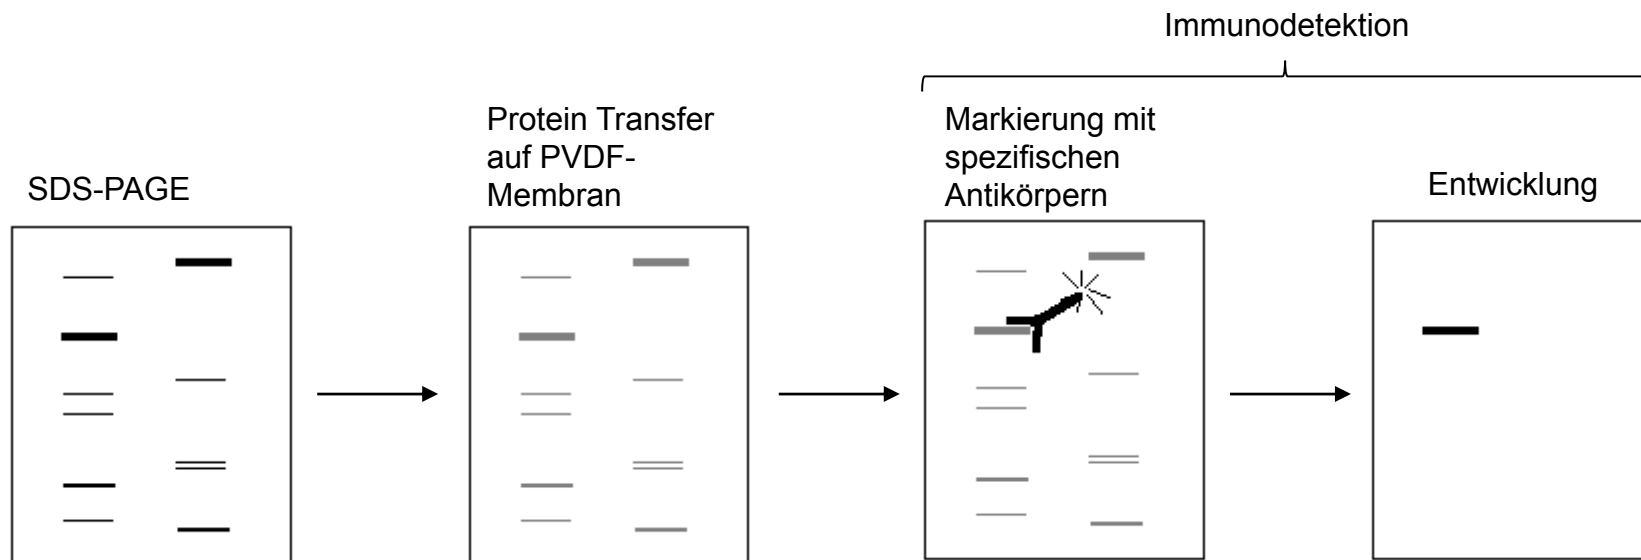 Immunodetektion
SDS-PAGE
Protein Transfer
auf PVDF-
Membran
Markierung mit
spezifischen
Antikörpern
Entwicklung